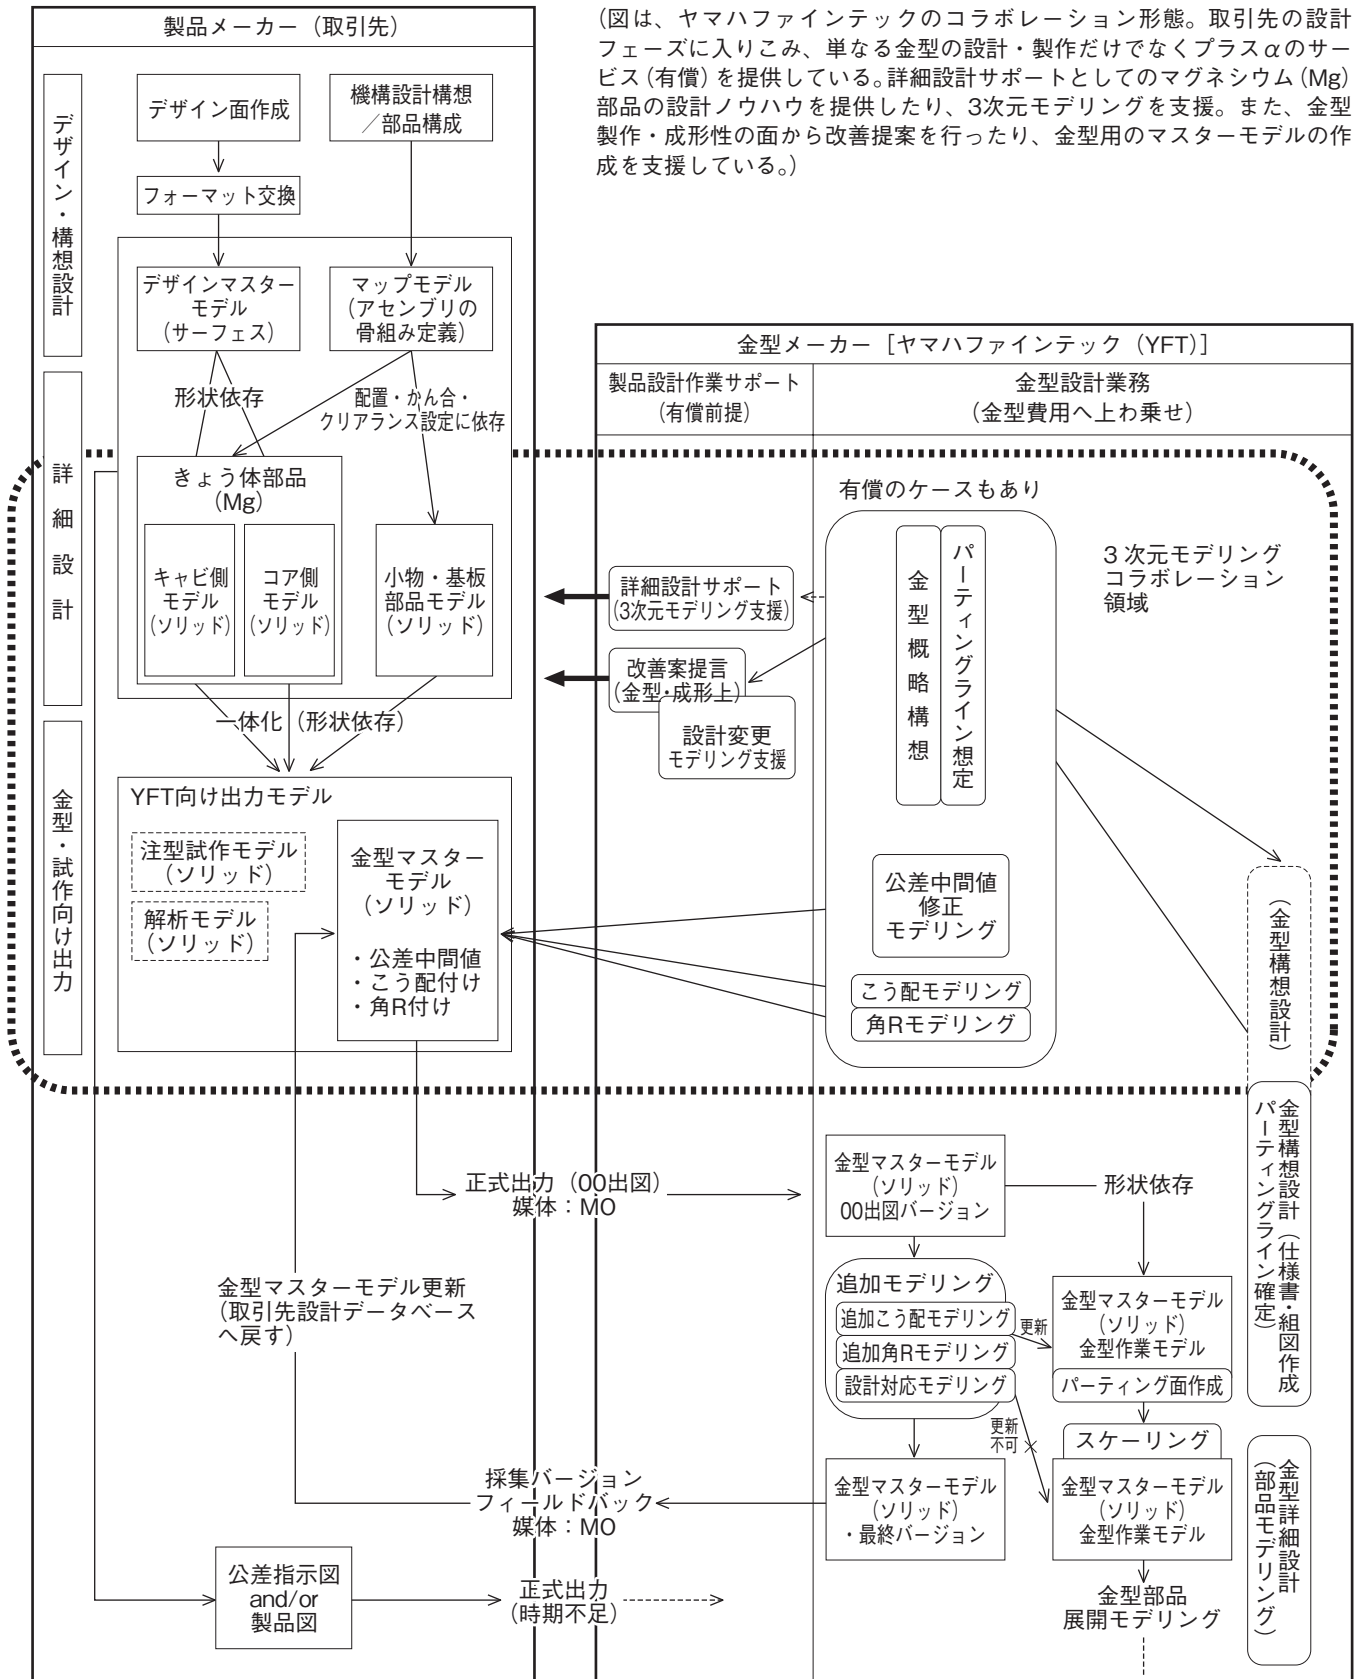 製品メーカー（取引先）
（図は、ヤマハファインテックのコラボレーション形態。取引先の設計
フェーズに入りこみ、単なる金型の設計・製作だけでなくプラスαのサー
ビス（有償）を提供している。詳細設計サポートとしてのマグネシウム（Mg）
部品の設計ノウハウを提供したり、3次元モデリングを支援。また、金型
製作・成形性の面から改善提案を行ったり、金型用のマスターモデルの作
成を支援している。）
デザイン・構想設計
デザイン面作成
機構設計構想
／部品構成
フォーマット交換
デザインマスター
モデル
（サーフェス）
マップモデル
（アセンブリの
骨組み定義）
形状依存
配置・かん合・
クリアランス設定に依存
詳細設計
きょう体部品
（Mg）
キャビ側
モデル
（ソリッド）
コア側
モデル
（ソリッド）
小物・基板
部品モデル
（ソリッド）
一体化（形状依存）
金型・試作向け出力
YFT向け出力モデル
注型試作モデル
（ソリッド）
解析モデル
（ソリッド）
金型マスター
モデル
（ソリッド）
・公差中間値
・こう配付け
・角R付け
金型メーカー［ヤマハファインテック（YFT）］
製品設計作業サポート
（有償前提）
金型設計業務
（金型費用へ上わ乗せ）
有償のケースもあり
金型概略構想
パーティングライン想定
3次元モデリング
コラボレーション
領域
詳細設計サポート
（3次元モデリング支援）
改善案提言
（金型・成形上）
設計変更
モデリング支援
公差中間値
修正
モデリング
こう配モデリング
角Rモデリング
（金型構想設計）
金型構想設計（仕様書・組図作成
パーティングライン確定）
正式出力（00出図）
媒体：MO
金型マスターモデル
（ソリッド）
00出図バージョン
形状依存
金型マスターモデル更新
（取引先設計データベース
へ戻す）
追加モデリング
追加こう配モデリング
追加角Rモデリング
設計対応モデリング
更新
金型マスターモデル
（ソリッド）
金型作業モデル
パーティング面作成
更新
不可
スケーリング
採集バージョン
フィールドバック
媒体：MO
金型マスターモデル
（ソリッド）
・最終バージョン
金型マスターモデル
（ソリッド）
金型作業モデル
金型詳細設計
（部品モデリング）
公差指示図
and/or
製品図
正式出力
（時期不足）
金型部品
展開モデリング